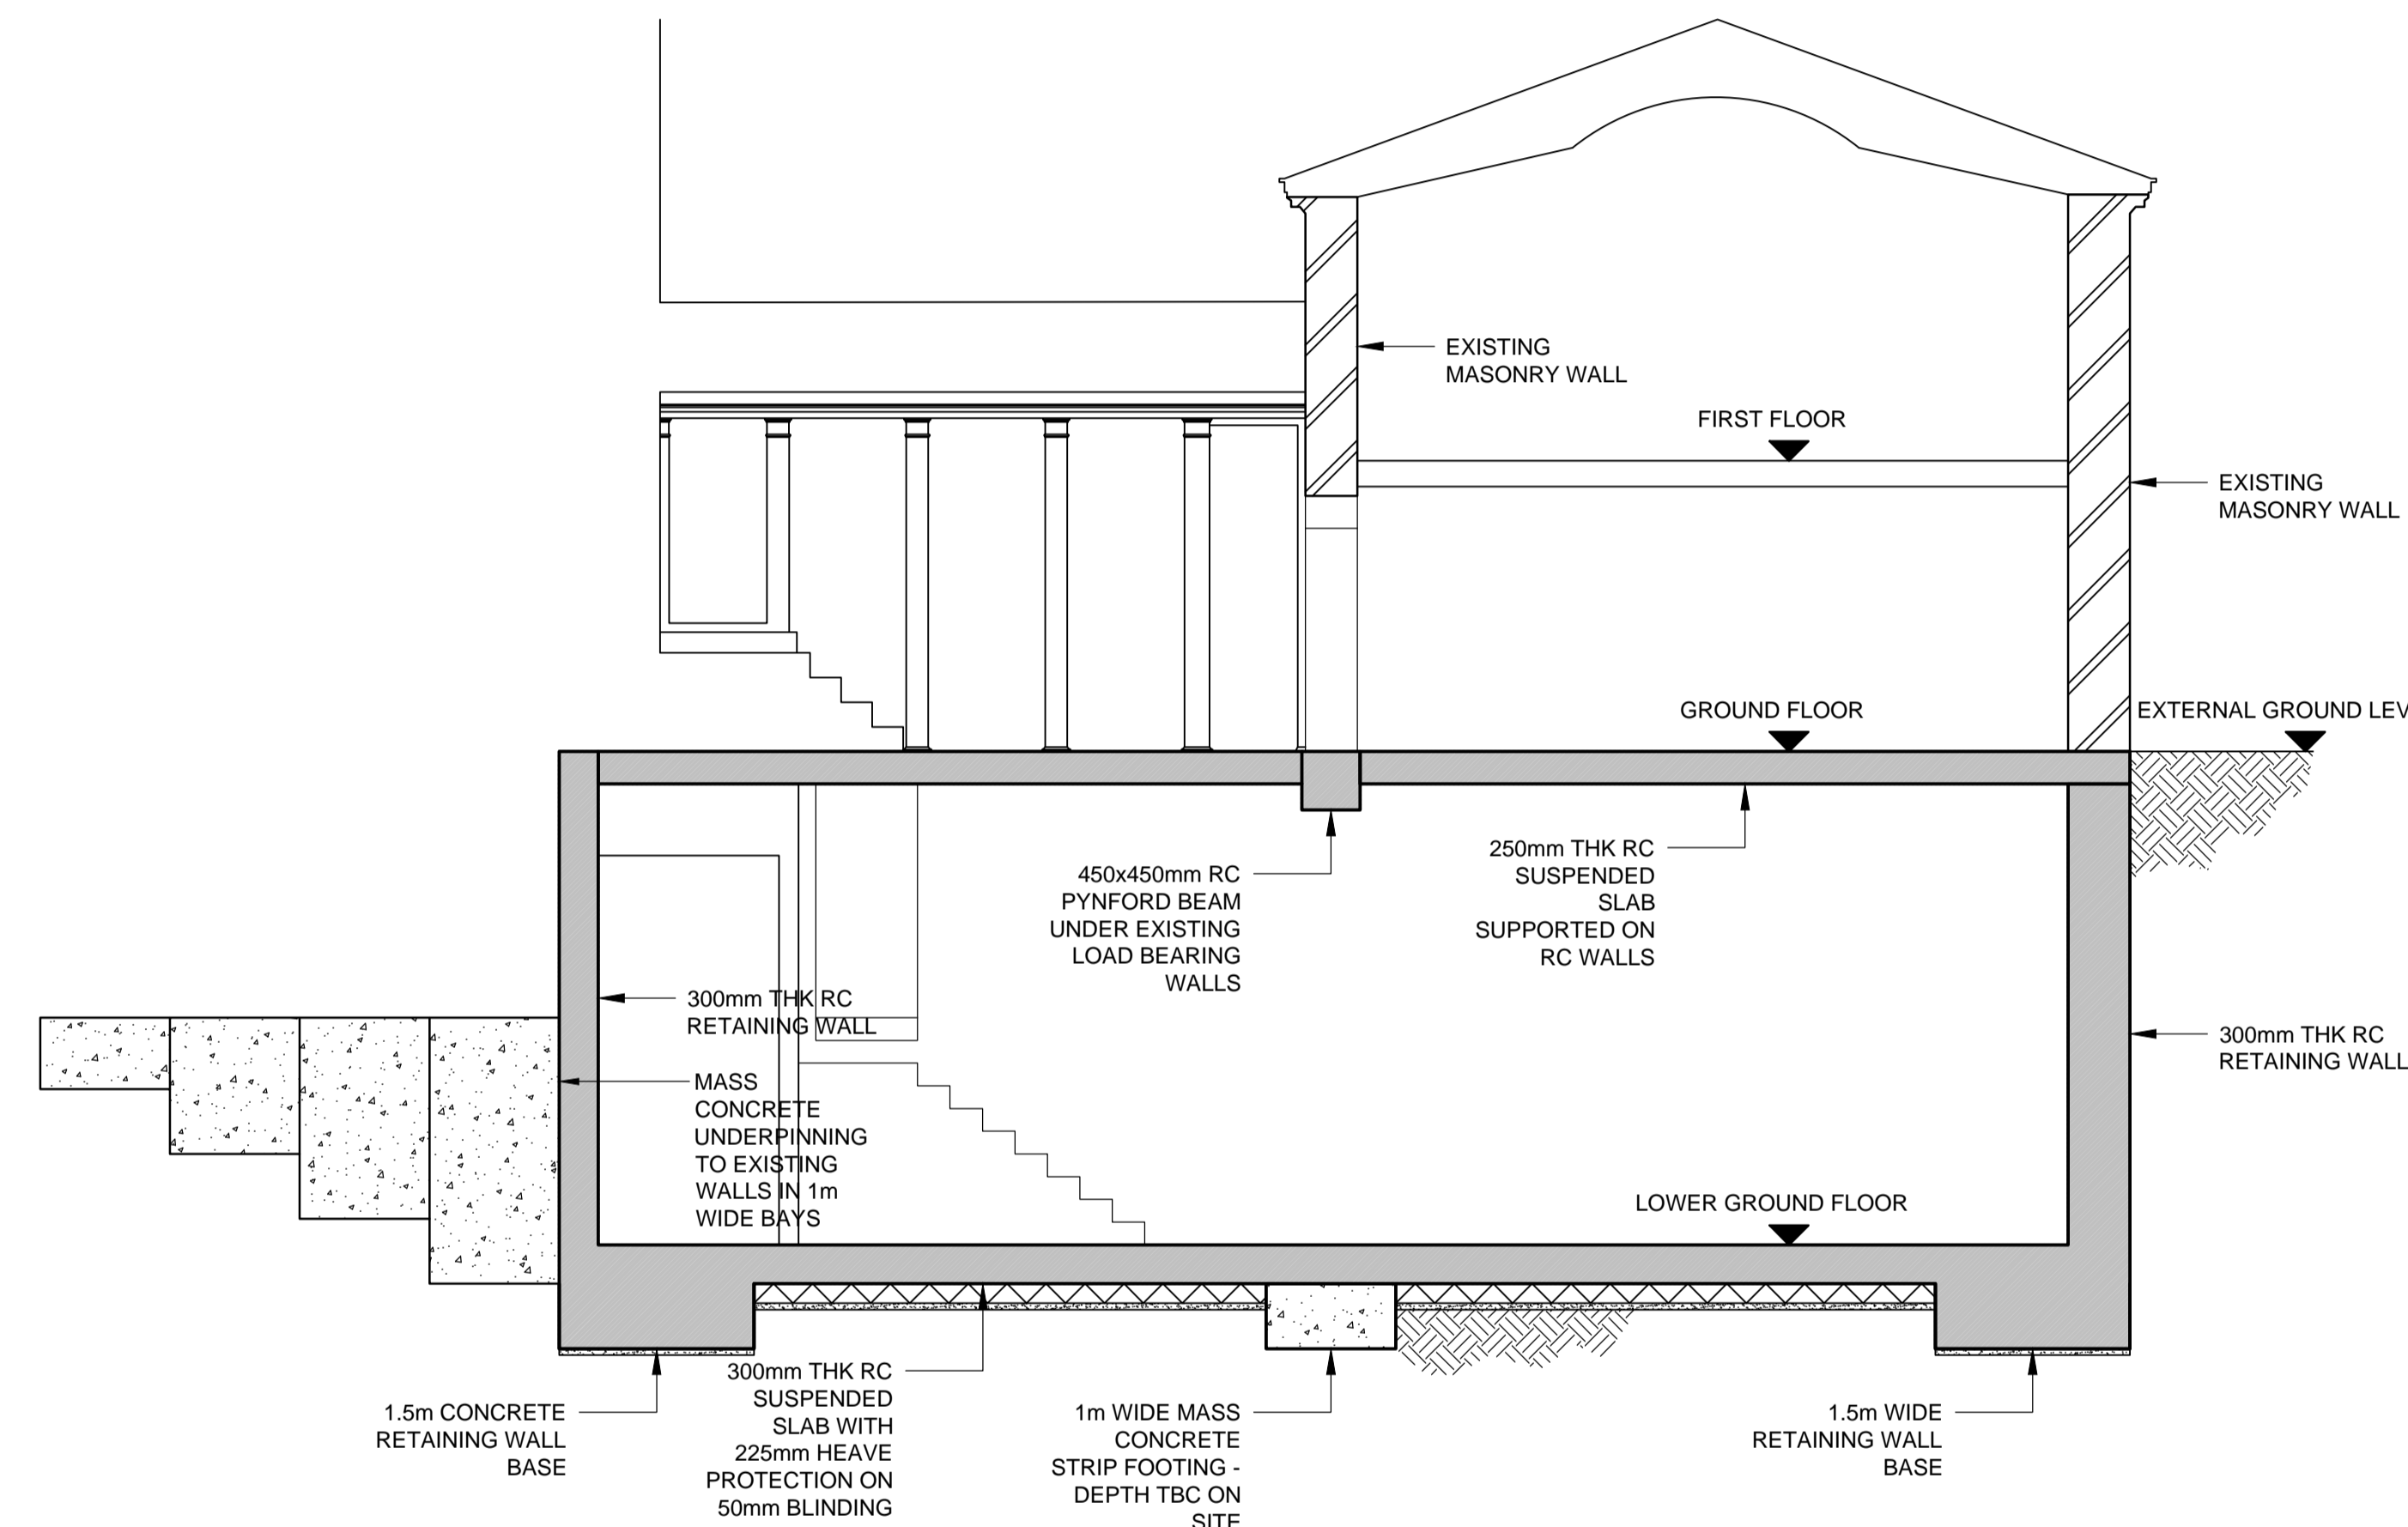 EXISTING
MASONRY WALL
FIRST FLOOR
EXISTING
MASONRY WALL
GROUND FLOOR
EXTERNAL GROUND LEV
450x450mm RC
PYNFORD BEAM
UNDER EXISTING
LOAD BEARING
WALLS
250mm THK RC
SUSPENDED
SLAB
SUPPORTED ON
RC WALLS
300mm THK RC
RETAINING WALL
300mm THK RC
RETAINING WALL
MASS
CONCRETE
UNDERPINNING
TO EXISTING
WALLS IN 1m
WIDE BAYS
LOWER GROUND FLOOR
1.5m CONCRETE
RETAINING WALL
BASE
300mm THK RC
SUSPENDED
SLAB WITH
225mm HEAVE
PROTECTION ON
50mm BLINDING
1m WIDE MASS
CONCRETE
STRIP FOOTING -
DEPTH TBC ON
SITE
1.5m WIDE
RETAINING WALL
BASE